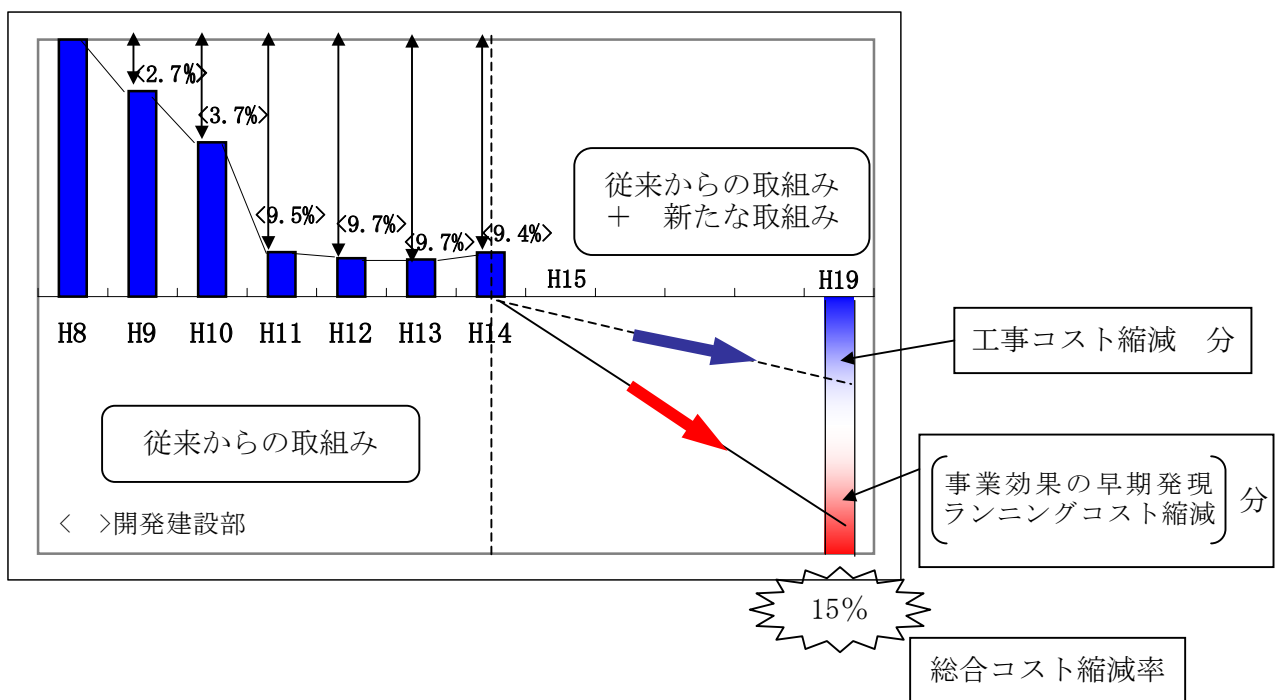 <2.7%>
<3.7%>
<9.5%>
<9.7%>
<9.7%>
<9.4%>
従来からの取組み
＋　新たな取組み
H15
H19
H8
H9
H10
H11
H12
H13
H14
工事コスト縮減　分
従来からの取組み
事業効果の早期発現
ランニングコスト縮減
分
<　>開発建設部
15%
総合コスト縮減率